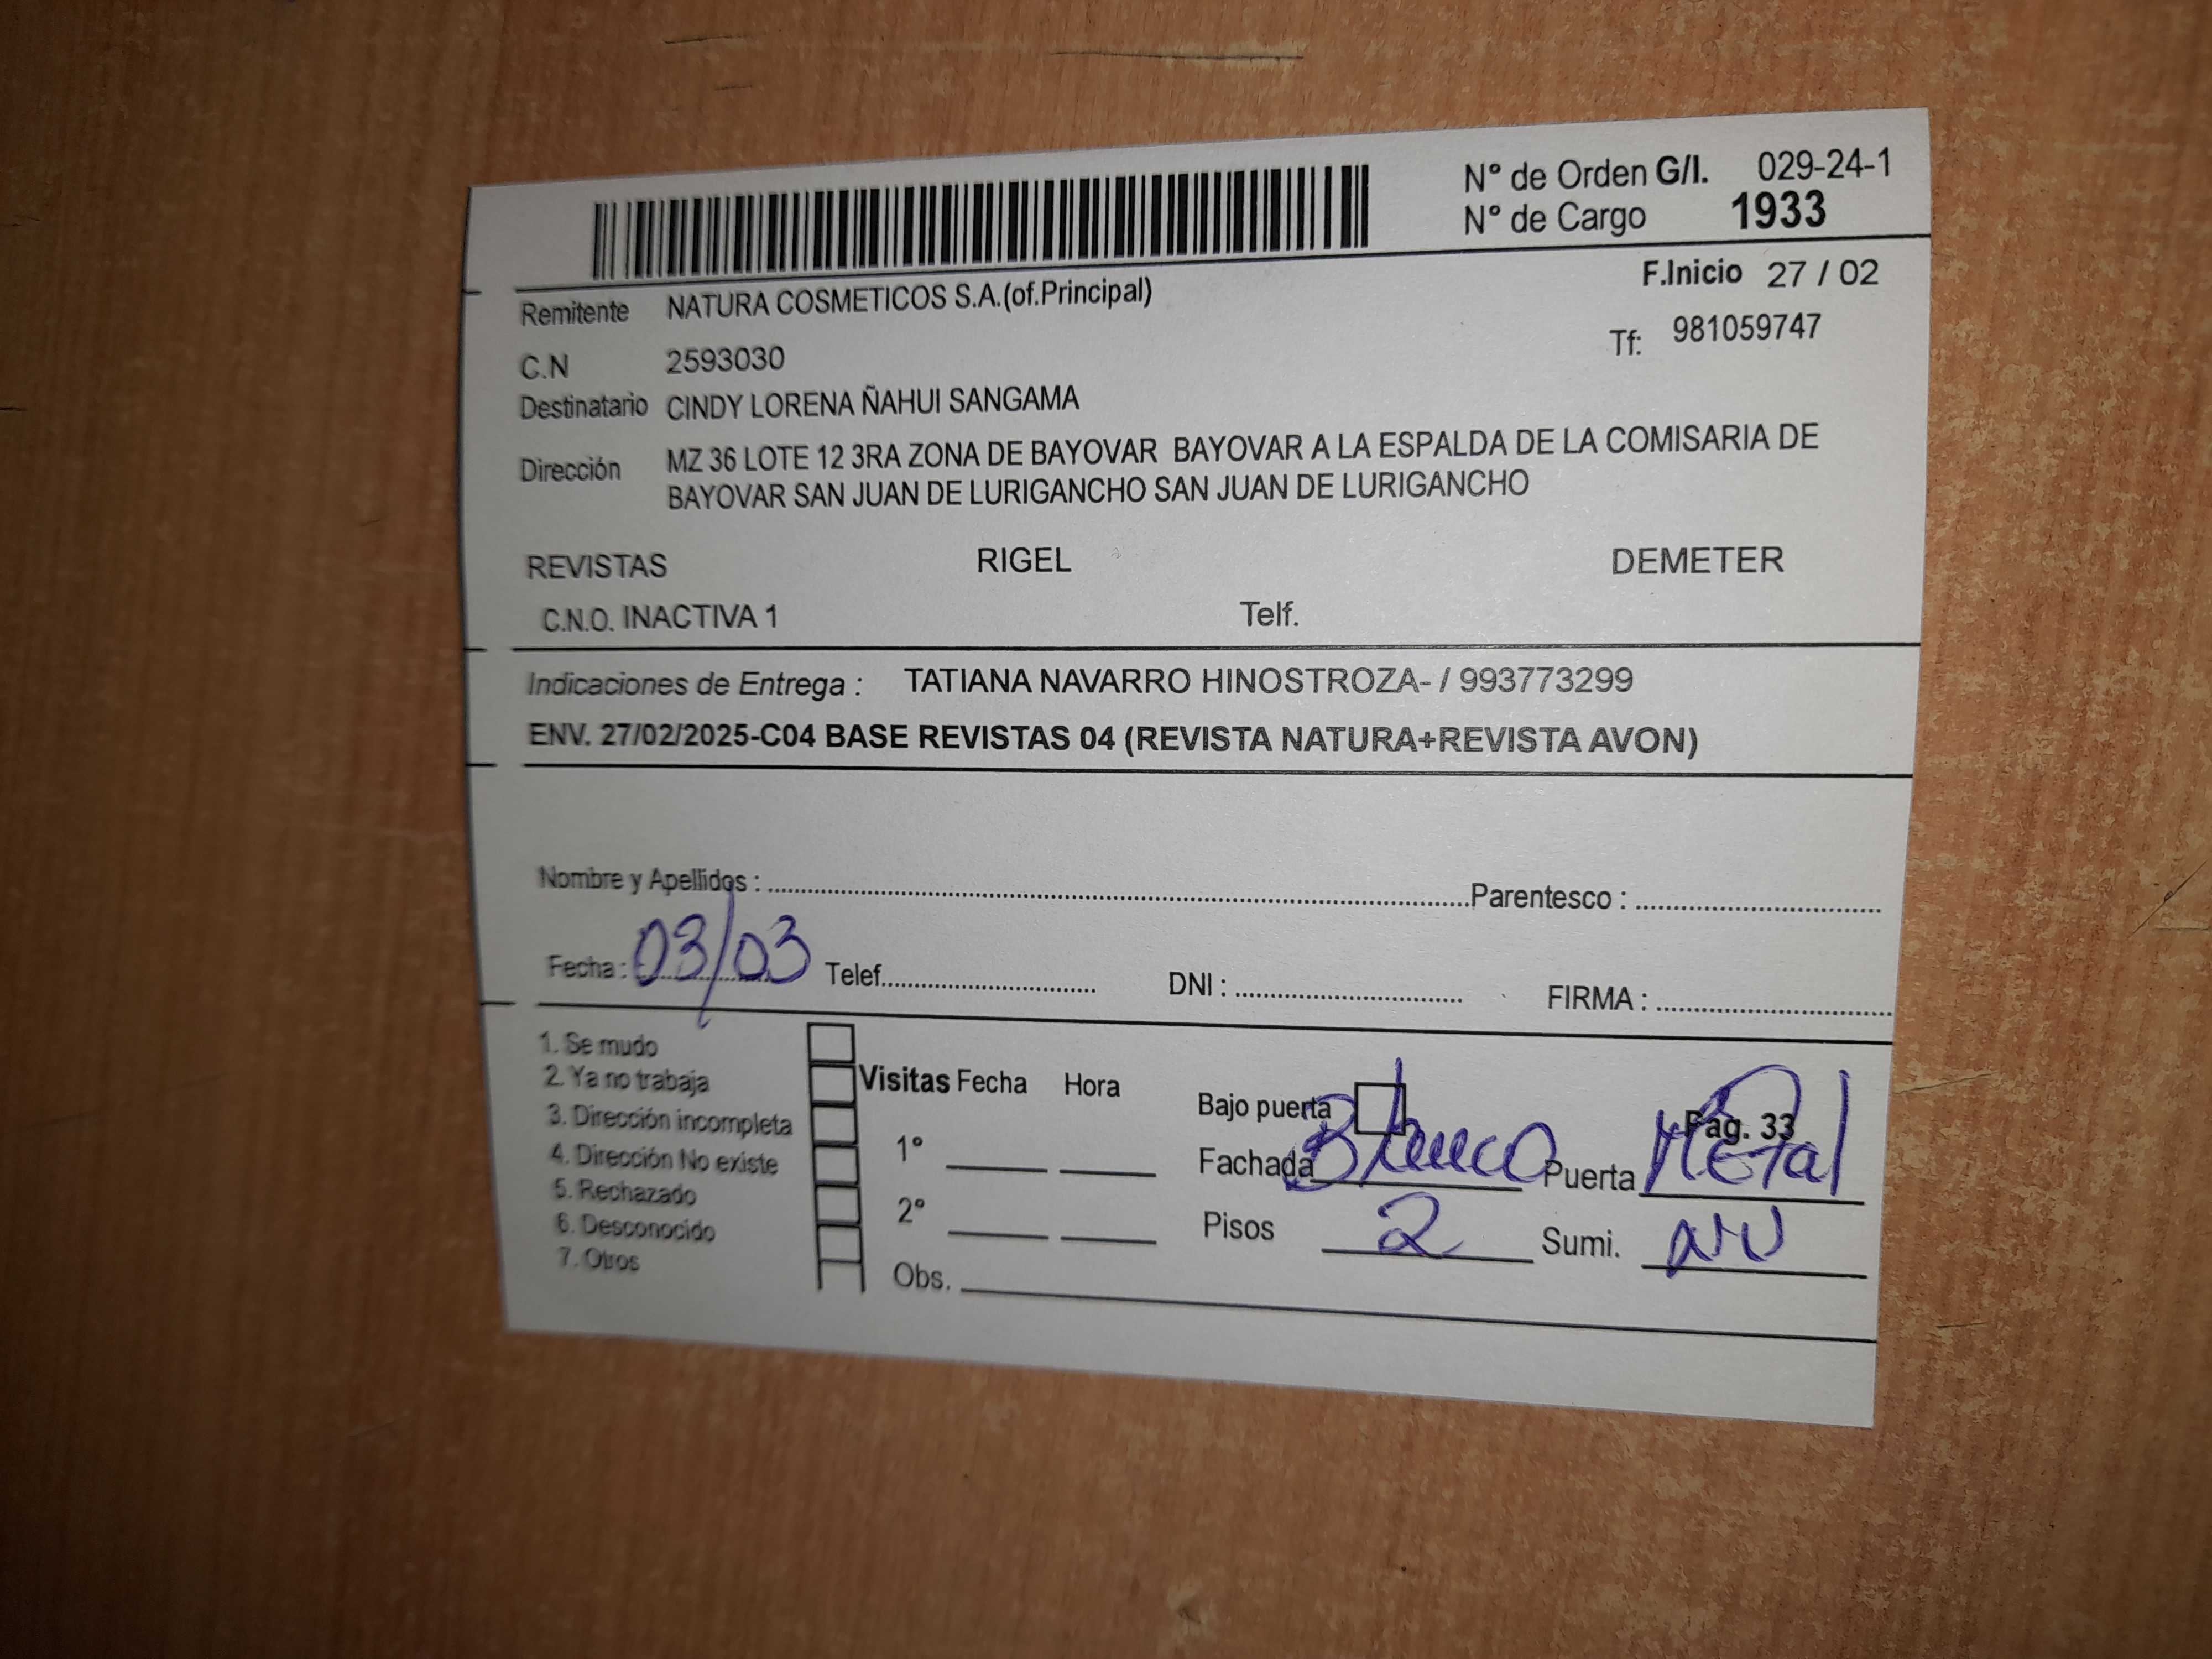 N° de Orden G/I. 029-24-1
N° de Cargo 1933
F.Inicio 27 / 02
Remitente NATURA COSMETICOS S.A.(of.Principal)
Tf: 981059747
C.N 2593030
Destinatario CINDY LORENA ÑAHUI SANGAMA
Dirección MZ 36 LOTE 12 3RA ZONA DE BAYOVAR BAYOVAR A LA ESPALDA DE LA COMISARIA DE
BAYOVAR SAN JUAN DE LURIGANCHO SAN JUAN DE LURIGANCHO
REVISTAS RIGEL DEMETER
C.N.O. INACTIVA 1 Telf.
Indicaciones de Entrega : TATIANA NAVARRO HINOSTROZA- / 993773299
ENV. 27/02/2025-C04 BASE REVISTAS 04 (REVISTA NATURA+REVISTA AVON)
Nombre y Apellidos : Parentesco :
Fecha : 03/03 Telef. DNI : FIRMA :
1. Se mudo
2. Ya no trabaja
3. Dirección incompleta
4. Dirección No existe
5. Rechazado
6. Desconocido
7. Otros
Visitas Fecha Hora
1°
2°
Obs.
Bajo puerta Pag. 33
Fachada Blanco Puerta Metal
Pisos 2 Sumi.